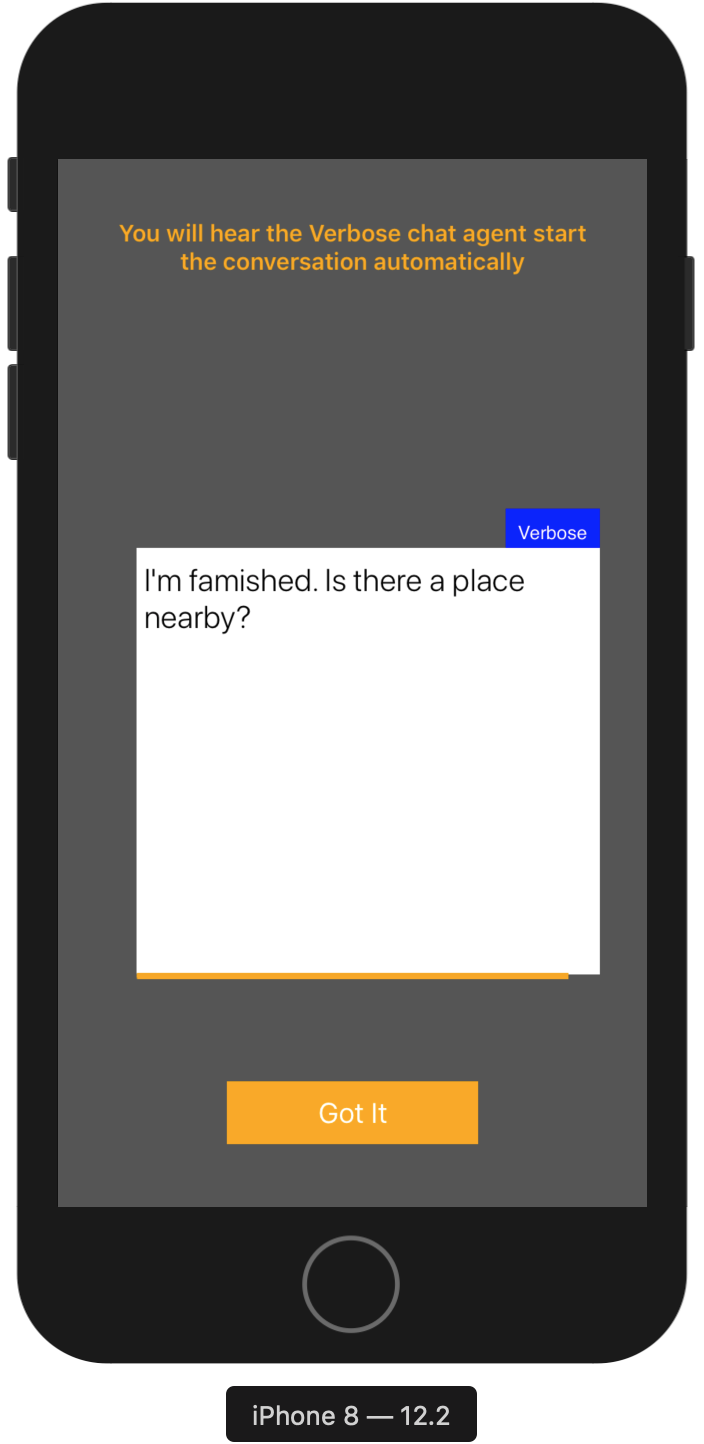 You will hear the Verbose chat agent start
the conversation automatically
Verbose
I'm famished. Is there a place
nearby?
Got It
iPhone 8 — 12.2